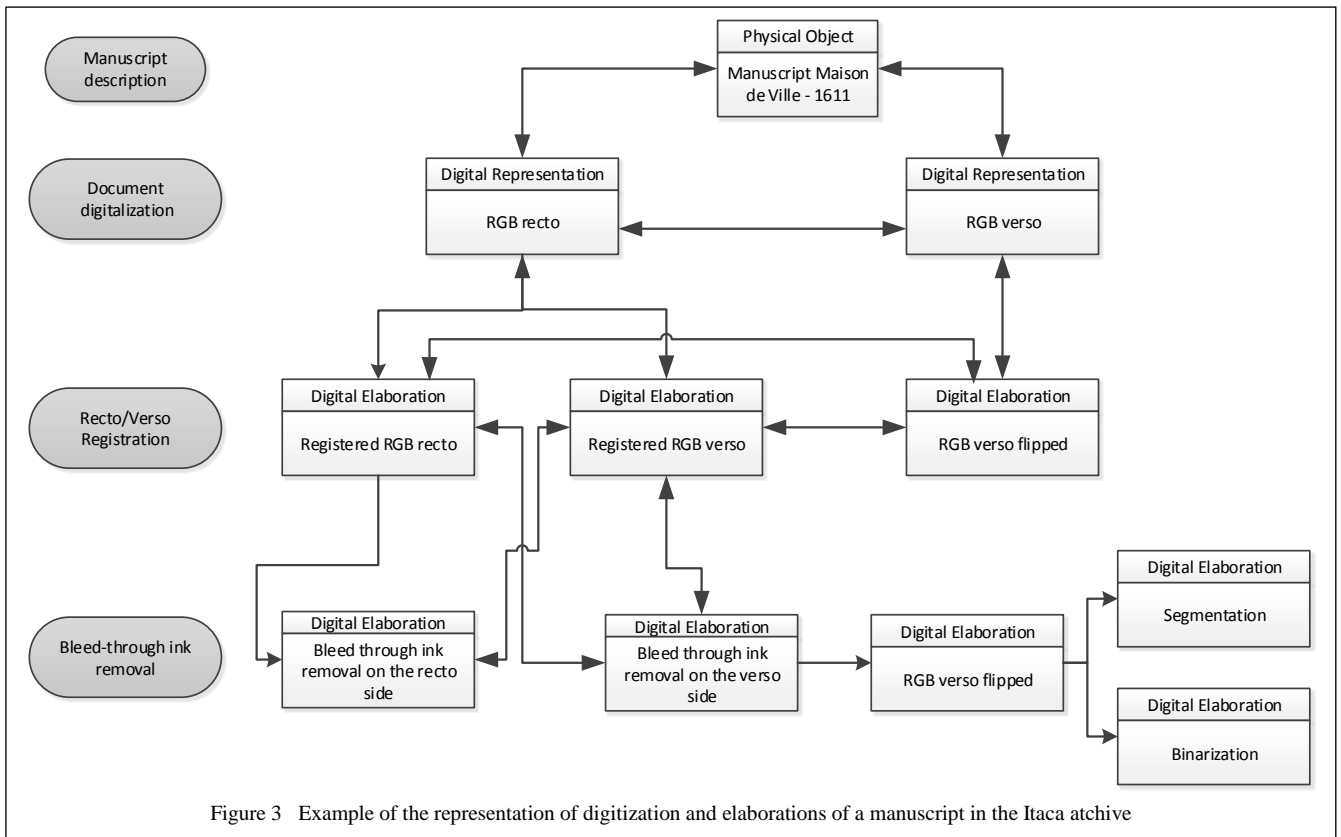 Manuscript
description
Physical Object
Manuscript Maison
de Ville - 1611
Document
digitalization
Digital Representation
RGB recto
Digital Representation
RGB verso
Recto/Verso
Registration
Digital Elaboration
Registered RGB recto
Digital Elaboration
Registered RGB verso
Digital Elaboration
RGB verso flipped
Bleed-through ink
removal
Digital Elaboration
Bleed through ink
removal on the recto
side
Digital Elaboration
Bleed through ink
removal on the verso
side
Digital Elaboration
RGB verso flipped
Digital Elaboration
Segmentation
Digital Elaboration
Binarization
Figure 3 Example of the representation of digitization and elaborations of a manuscript in the Itaca atchive